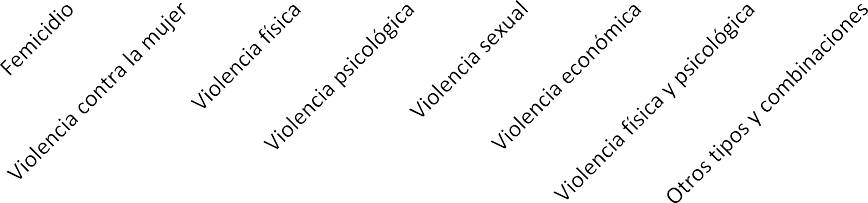 Femicidio
Violencia contra la mujer
Violencia física
Violencia psicológica
Violencia sexual
Violencia económica
Violencia física y psicológica
Otros tipos y combinaciones